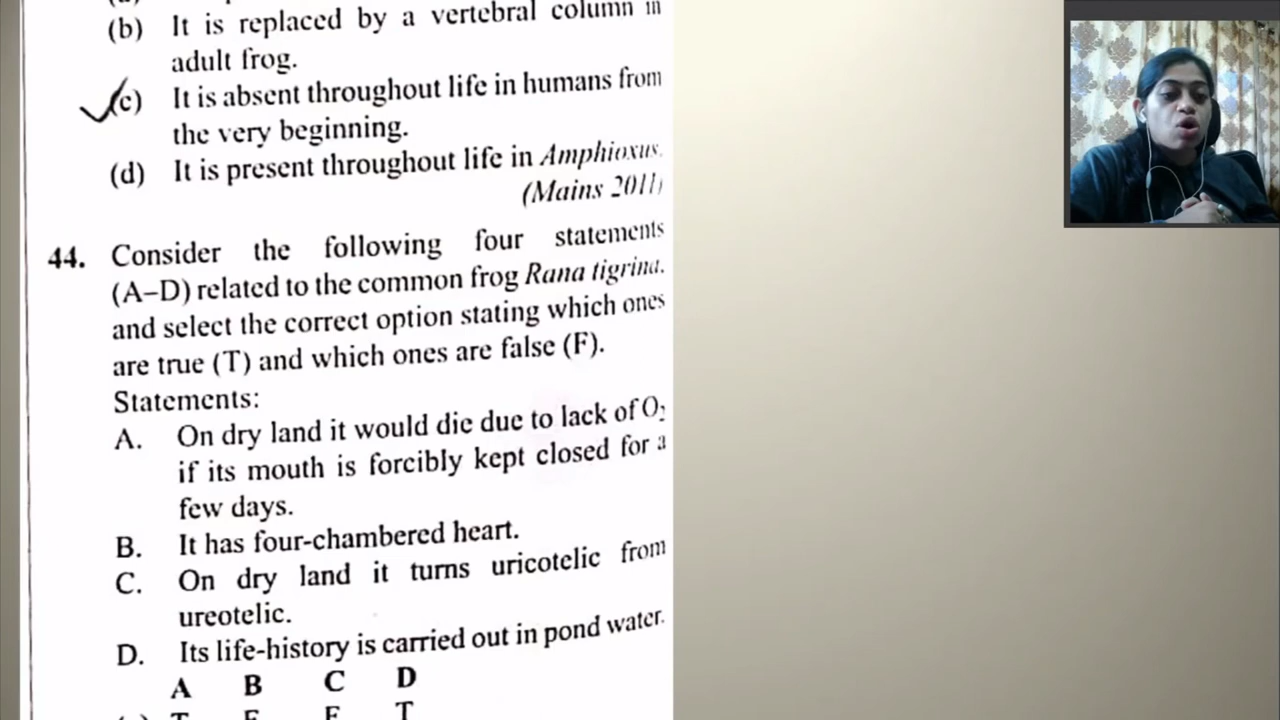 (b) It is replaced by a vertebral column in
adult frog.
(c) It is absent throughout life in humans from
the very beginning.
(d) It is present throughout life in Amphioxus.
(Mains 2011)
44. Consider the following four statements
(A–D) related to the common frog Rana tigrina.
and select the correct option stating which ones
are true (T) and which ones are false (F).
Statements:
A. On dry land it would die due to lack of O₂
if its mouth is forcibly kept closed for a
few days.
B. It has four-chambered heart.
C. On dry land it turns uricotelic from
ureotelic.
D. Its life-history is carried out in pond water.
A B C D
T F F T